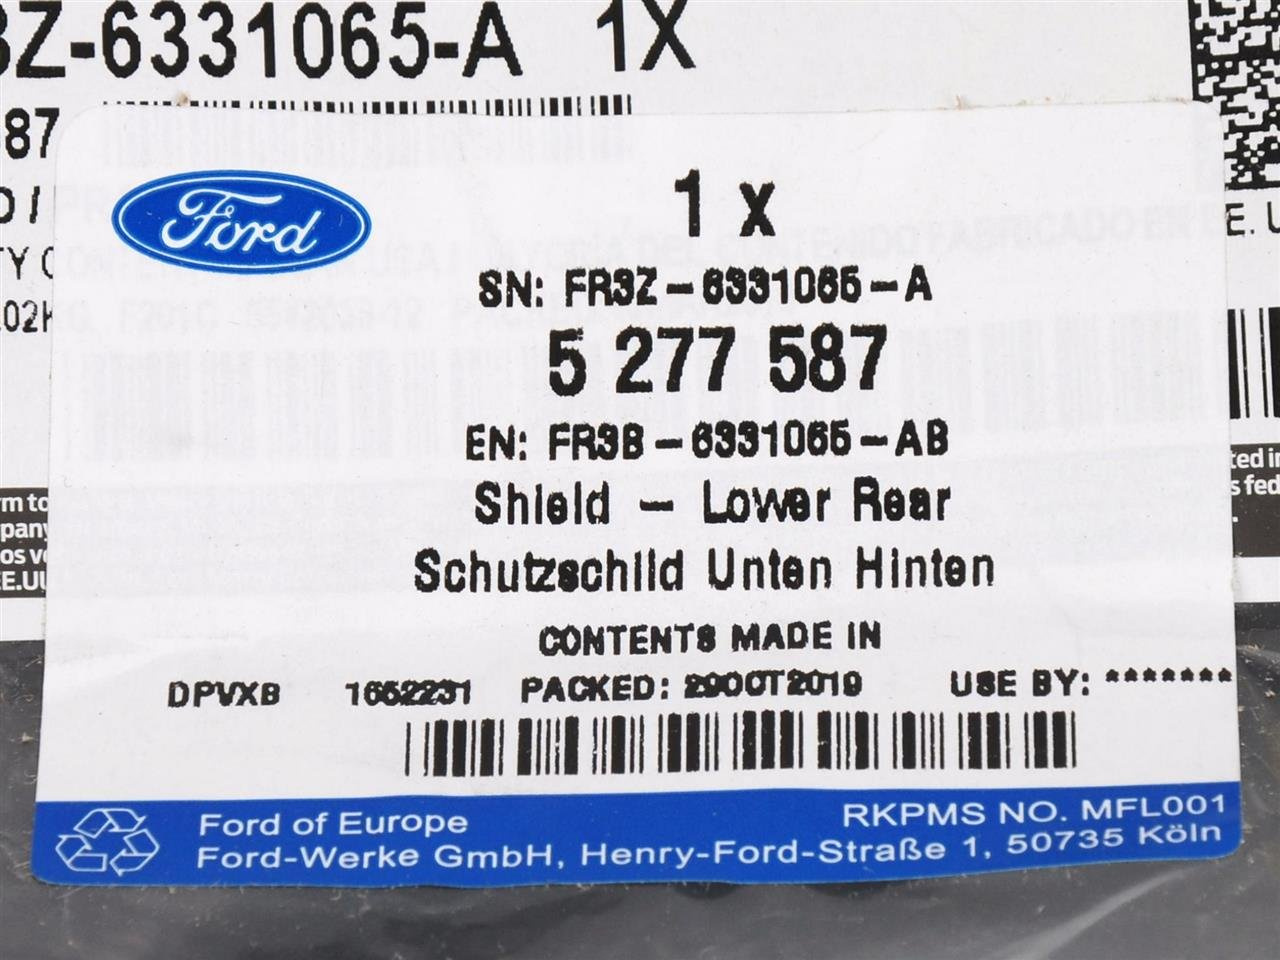 3Z-6331065-A 1X
587
Ford
1 x
SN: FR3Z-6331065-A
5 277 587
EN: FR3B-6331065-AB
Shield - Lower Rear
Schutzschild Unten Hinten
CONTENTS MADE IN
DPVXB 1652231 PACKED: 29OCT2019 USE BY: *******
Ford of Europe RKPMS NO. MFL001
Ford-Werke GmbH, Henry-Ford-Straße 1, 50735 Köln